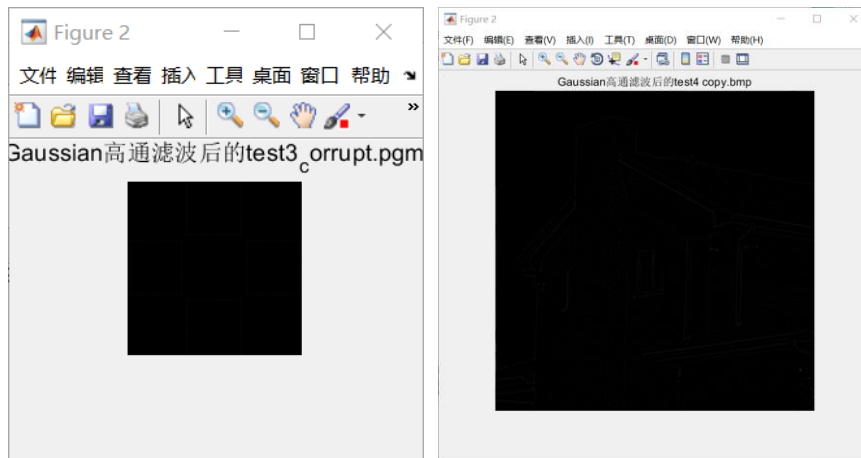 Figure 2
文件 编辑 查看 插入 工具 桌面 窗口 帮助
Gaussian高通滤波后的test3_corrupt.pgm
Figure 2
文件(F) 编辑(E) 查看(V) 插入(I) 工具(T) 桌面(D) 窗口(W) 帮助(H)
Gaussian高通滤波后的test4 copy.bmp